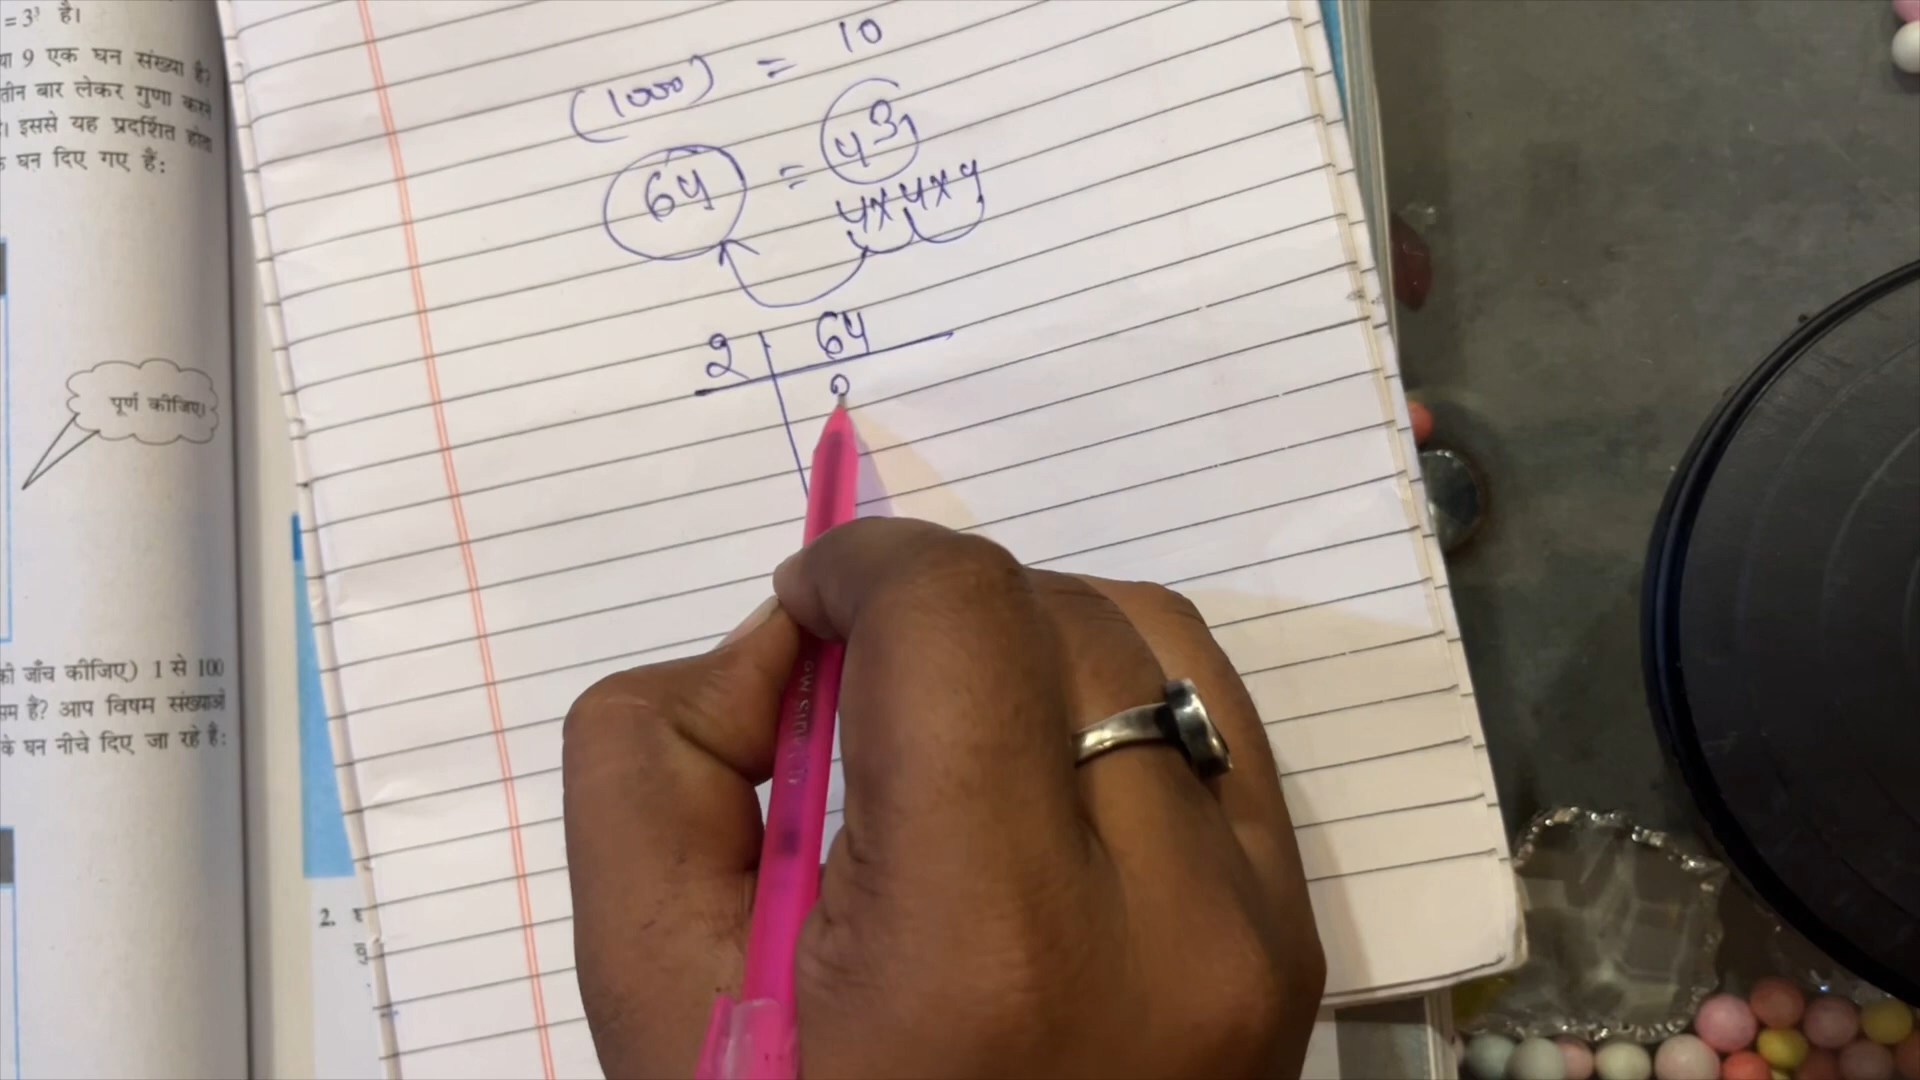 = 3³ है।
9 एक घन संख्या है?
तीन बार लेकर गुणा करने
इससे यह प्रदर्शित होता
घन दिए गए हैं:
पूर्ण कीजिए।
की जाँच कीजिए) 1 से 100
सम हैं? आप विषम संख्याओं
के घन नीचे दिए जा रहे हैं:
2.
(1000) = 10
64 = 4³
4×4×4
2 | 64